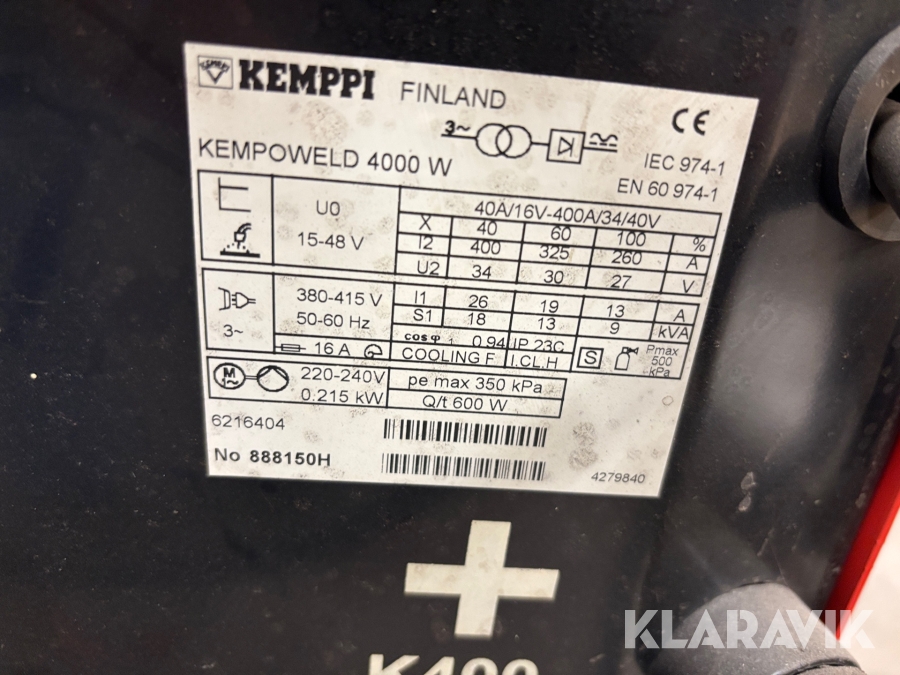 KEMPPI FINLAND
3~
IEC 974-1
EN 60 974-1
KEMPOWELD 4000 W
U0
15-48 V
40A/16V-400A/34/40V
X 40 60 100 %
I2 400 325 260 A
U2 34 30 27 V
3~
380-415 V
50-60 Hz
I1 26 19 13 A
S1 18 13 9 kVA
16 A
cos φ 0.94 IP 23C
COOLING F I.CL.H
S
Pmax
500
kPa
M
220-240V
0.215 kW
pe max 350 kPa
Q/t 600 W
6216404
No 888150H
4279840
K400
KLARAVIK